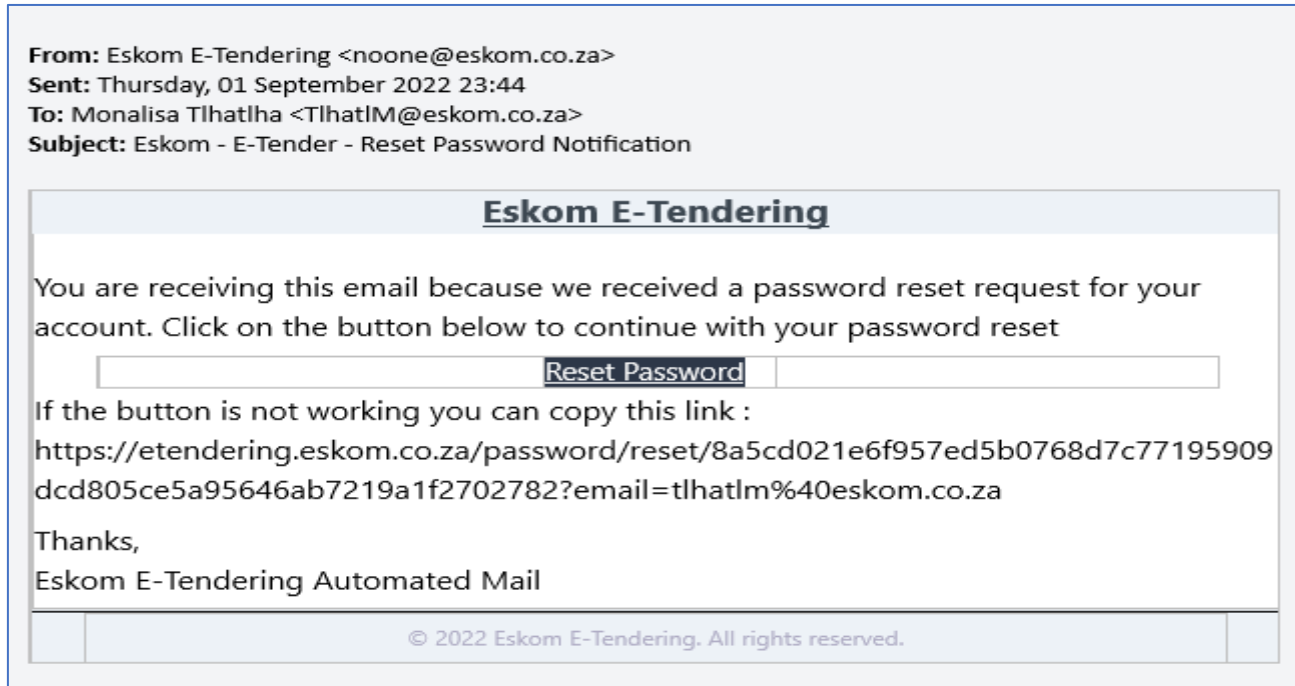 From: Eskom E-Tendering <noone@eskom.co.za>
Sent: Thursday, 01 September 2022 23:44
To: Monalisa Tlhatlha <TlhatlM@eskom.co.za>
Subject: Eskom - E-Tender - Reset Password Notification
Eskom E-Tendering
You are receiving this email because we received a password reset request for your
account. Click on the button below to continue with your password reset
Reset Password
If the button is not working you can copy this link :
https://etendering.eskom.co.za/password/reset/8a5cd021e6f957ed5b0768d7c77195909
dcd805ce5a95646ab7219a1f2702782?email=tlhatlm%40eskom.co.za
Thanks,
Eskom E-Tendering Automated Mail
© 2022 Eskom E-Tendering. All rights reserved.